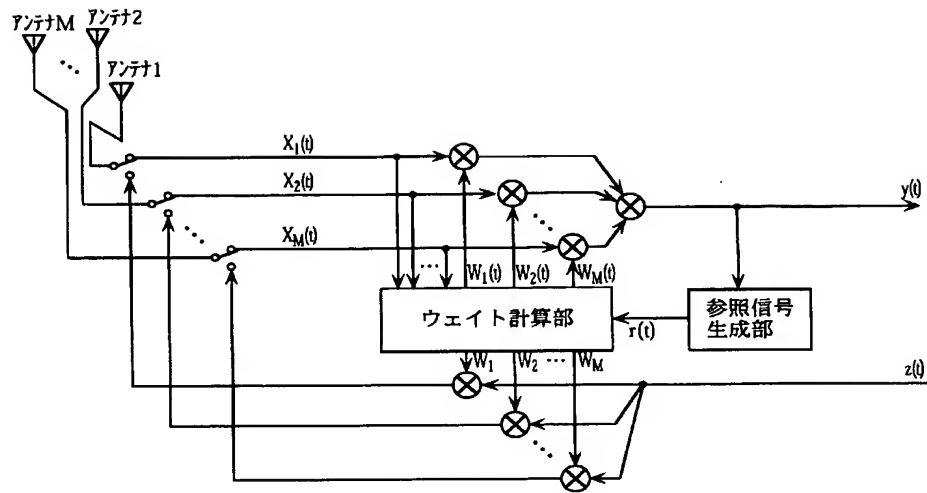 アンテナM
アンテナ2
アンテナ1
X1(t)
X2(t)
XM(t)
y(t)
W1(t)
W2(t)
WM(t)
ウェイト計算部
r(t)
参照信号
生成部
W1
W2
WM
z(t)